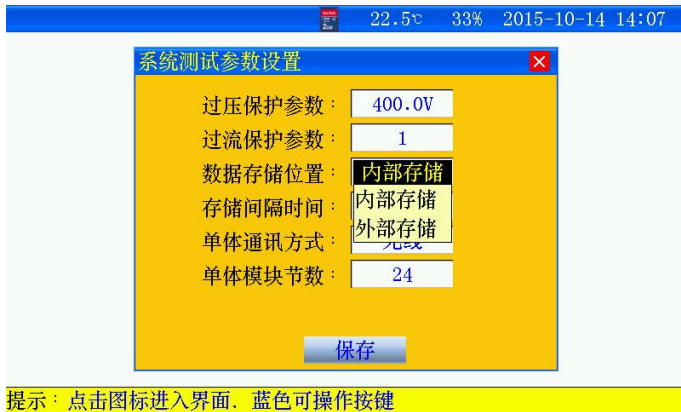 22.5℃ 33% 2015-10-14 14:07
系统测试参数设置
过压保护参数: 400.0V
过流保护参数: 1
数据存储位置: 内部存储
内部存储
外部存储
存储间隔时间:
单体通讯方式:
单体模块节数: 24
保存
提示:点击图标进入界面.蓝色可操作按键